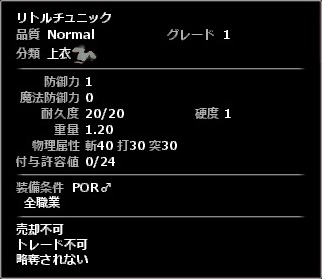 リトルチュニック
品質 Normal グレード 1
分類 上衣
防御力 1
魔法防御力 0
耐久度 20/20 硬度 1
重量 1.20
物理属性 斬40 打30 突30
付与許容値 0/24
装備条件 POR♂
全職業
売却不可
トレード不可
略奪されない